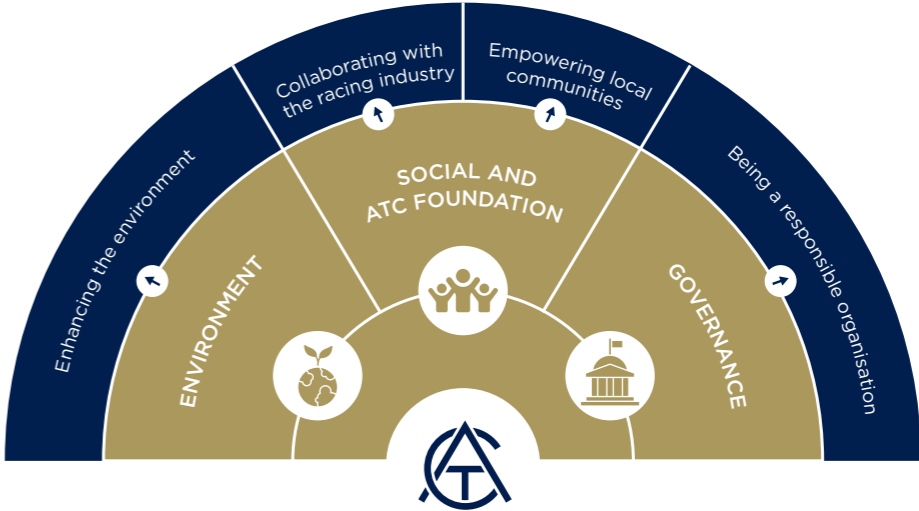 Enhancing the environment
Collaborating with
the racing industry
Empowering local
communities
Being a responsible organisation
ENVIRONMENT
SOCIAL AND
ATC FOUNDATION
GOVERNANCE
ATC